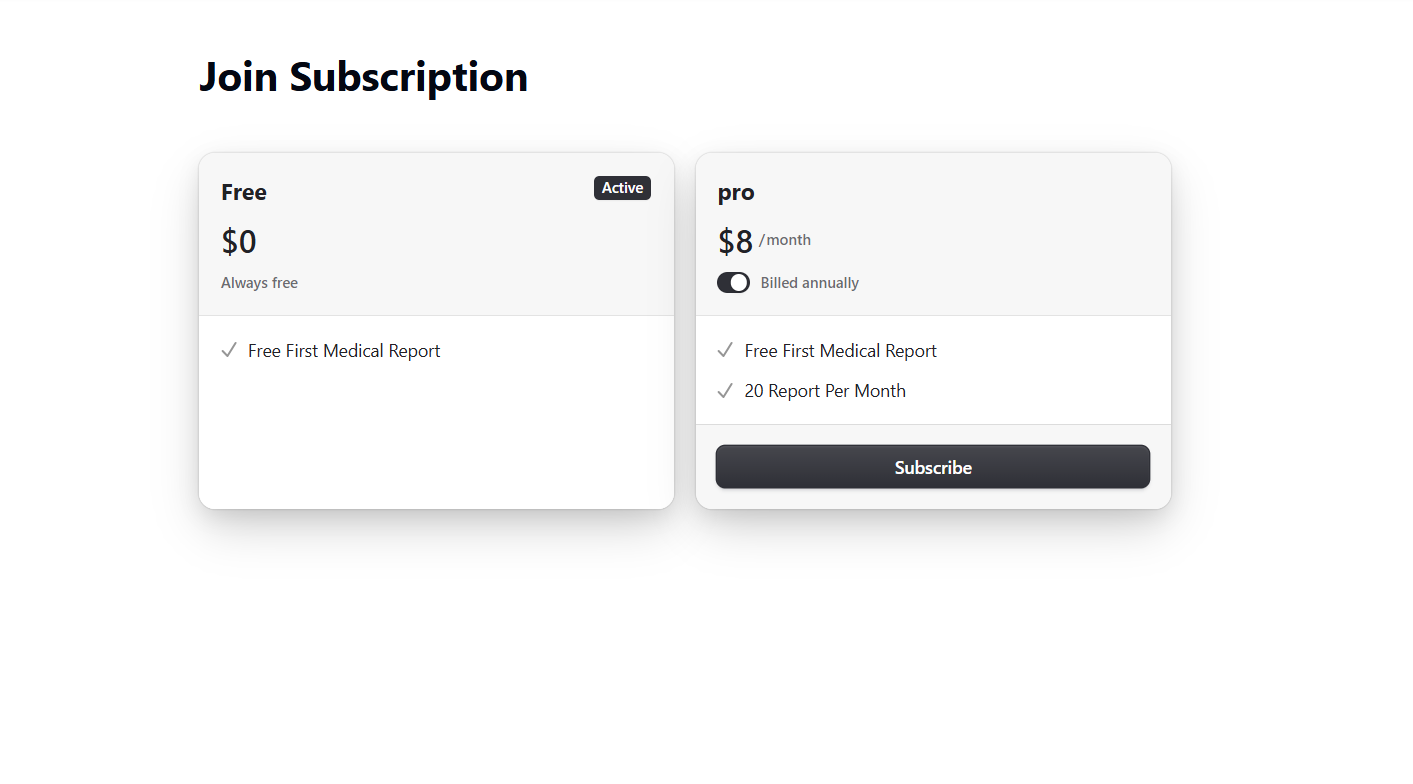 Join Subscription
Free
Active
$0
Always free
Free First Medical Report
pro
$8 /month
Billed annually
Free First Medical Report
20 Report Per Month
Subscribe